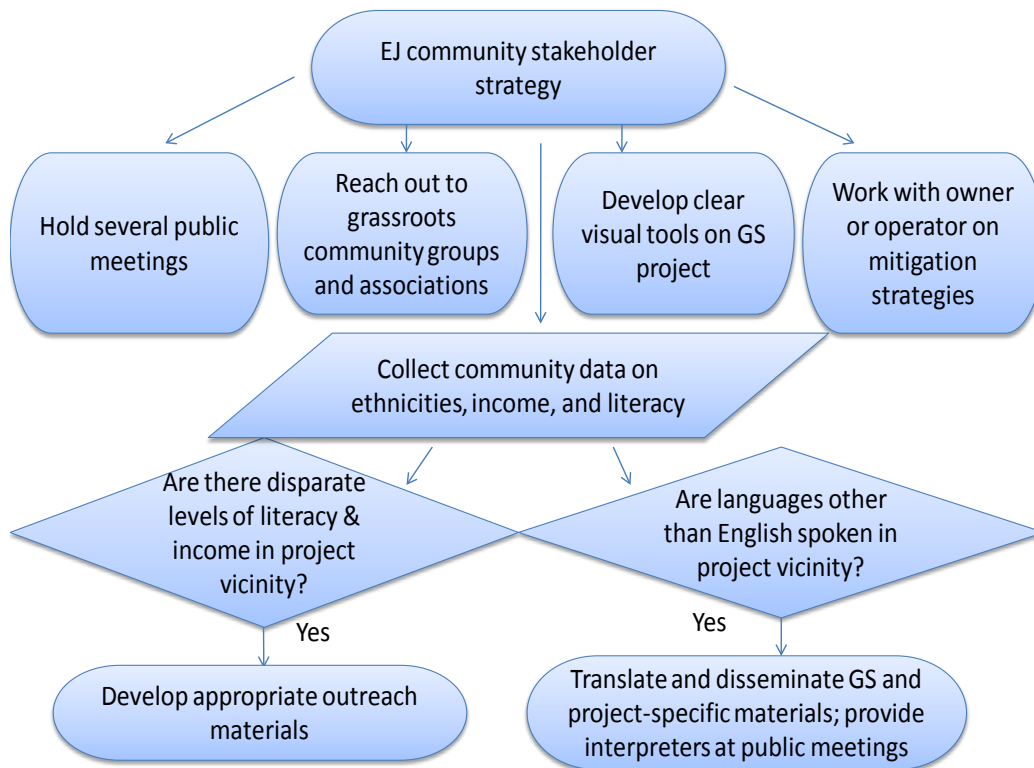 EJ community stakeholder
strategy
Hold several public
meetings
Reach out to
grassroots
community groups
and associations
Develop clear
visual tools on GS
project
Work with owner
or operator on
mitigation
strategies
Collect community data on
ethnicities, income, and literacy
Are there disparate
levels of literacy &
income in project
vicinity?
Are languages other
than English spoken in
project vicinity?
Yes
Yes
Develop appropriate outreach
materials
Translate and disseminate GS and
project-specific materials; provide
interpreters at public meetings